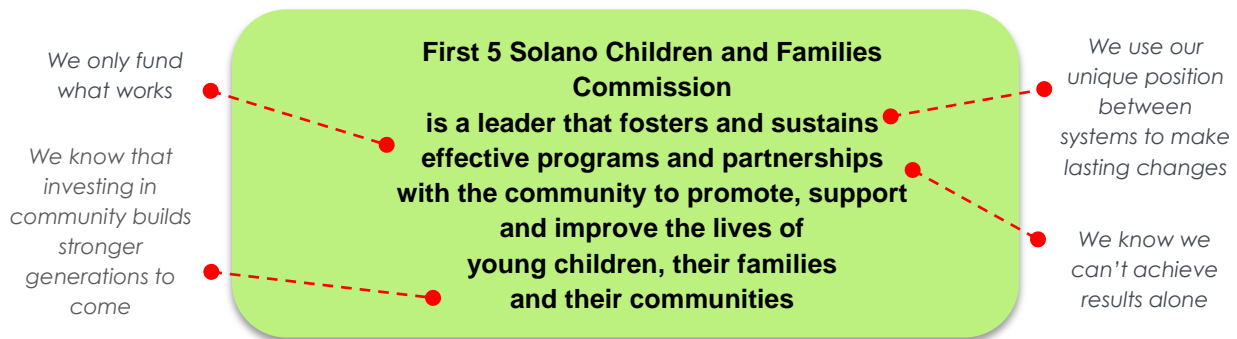 We only fund
what works
We know that
investing in
community builds
stronger
generations to
come
First 5 Solano Children and Families
Commission
is a leader that fosters and sustains
effective programs and partnerships
with the community to promote, support
and improve the lives of
young children, their families
and their communities
We use our
unique position
between
systems to make
lasting changes
We know we
can't achieve
results alone